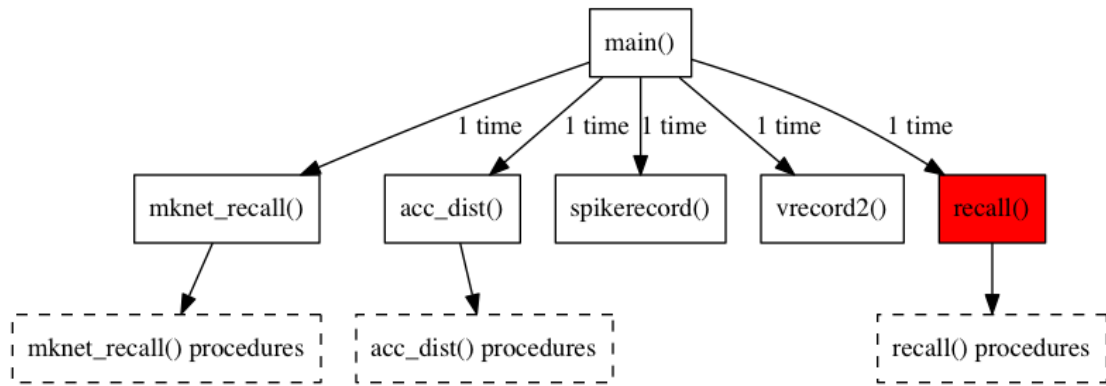 main()
1 time
1 time
1 time
1 time
1 time
mknet_recall()
acc_dist()
spikerecord()
vrecord2()
recall()
mknet_recall() procedures
acc_dist() procedures
recall() procedures